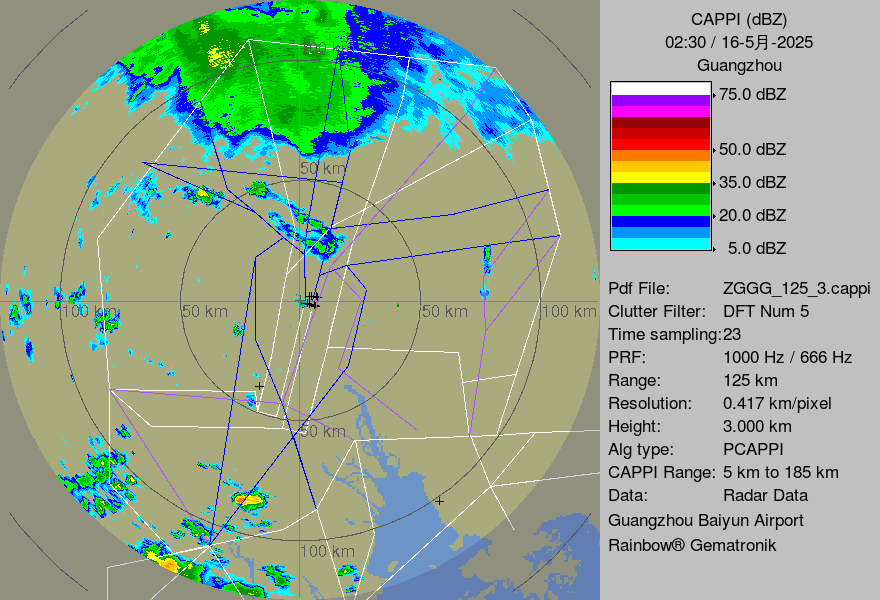 CAPPI (dBZ)
02:30 / 16-5月-2025
Guangzhou
75.0 dBZ
50.0 dBZ
35.0 dBZ
20.0 dBZ
5.0 dBZ
Pdf File: ZGGG_125_3.cappi
Clutter Filter: DFT Num 5
Time sampling:23
PRF: 1000 Hz / 666 Hz
Range: 125 km
Resolution: 0.417 km/pixel
Height: 3.000 km
Alg type: PCAPPI
CAPPI Range: 5 km to 185 km
Data: Radar Data
Guangzhou Baiyun Airport
Rainbow® Gematronik
100 km
50 km
100 km
50 km
50 km
100 km
50 km
100 km